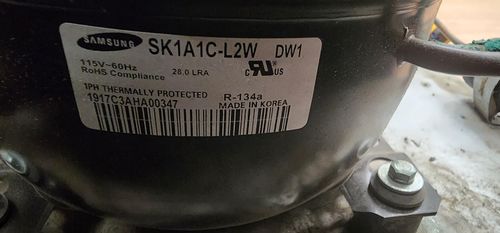 SAMSUNG SK1A1C-L2W DW1
115V~60Hz
RoHS Compliance 28.0 LRA C UL US
1PH THERMALLY PROTECTED R-134a
1917C3AHA00347 MADE IN KOREA